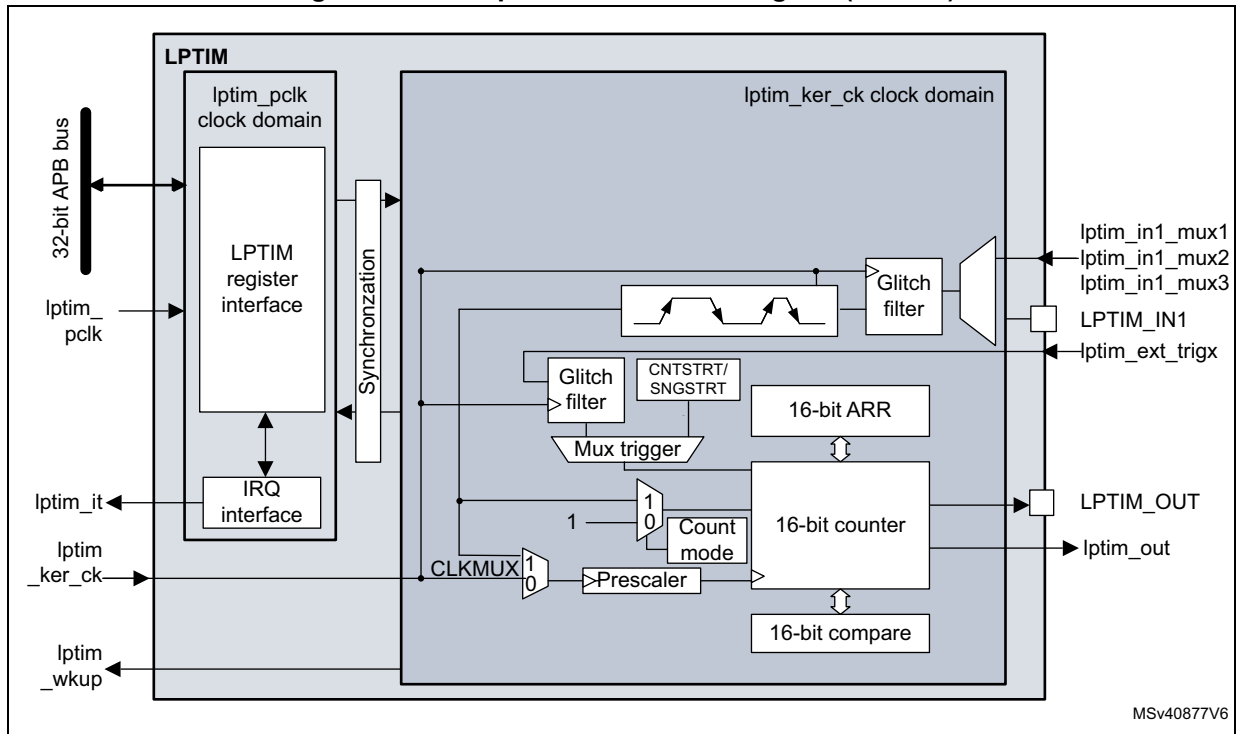 LPTIM
lptim_pclk
clock domain
lptim_ker_ck clock domain
32-bit APB bus
LPTIM
register
interface
Synchronzation
lptim_
pclk
IRQ
interface
lptim_it
lptim
_ker_ck
lptim
_wkup
Glitch
filter
lptim_in1_mux1
lptim_in1_mux2
lptim_in1_mux3
LPTIM_IN1
lptim_ext_trigx
Glitch
filter
CNTSTRT/
SNGSTRT
Mux trigger
16-bit ARR
1
0
1
Count
mode
16-bit counter
LPTIM_OUT
lptim_out
CLKMUX
1
0
Prescaler
16-bit compare
MSv40877V6